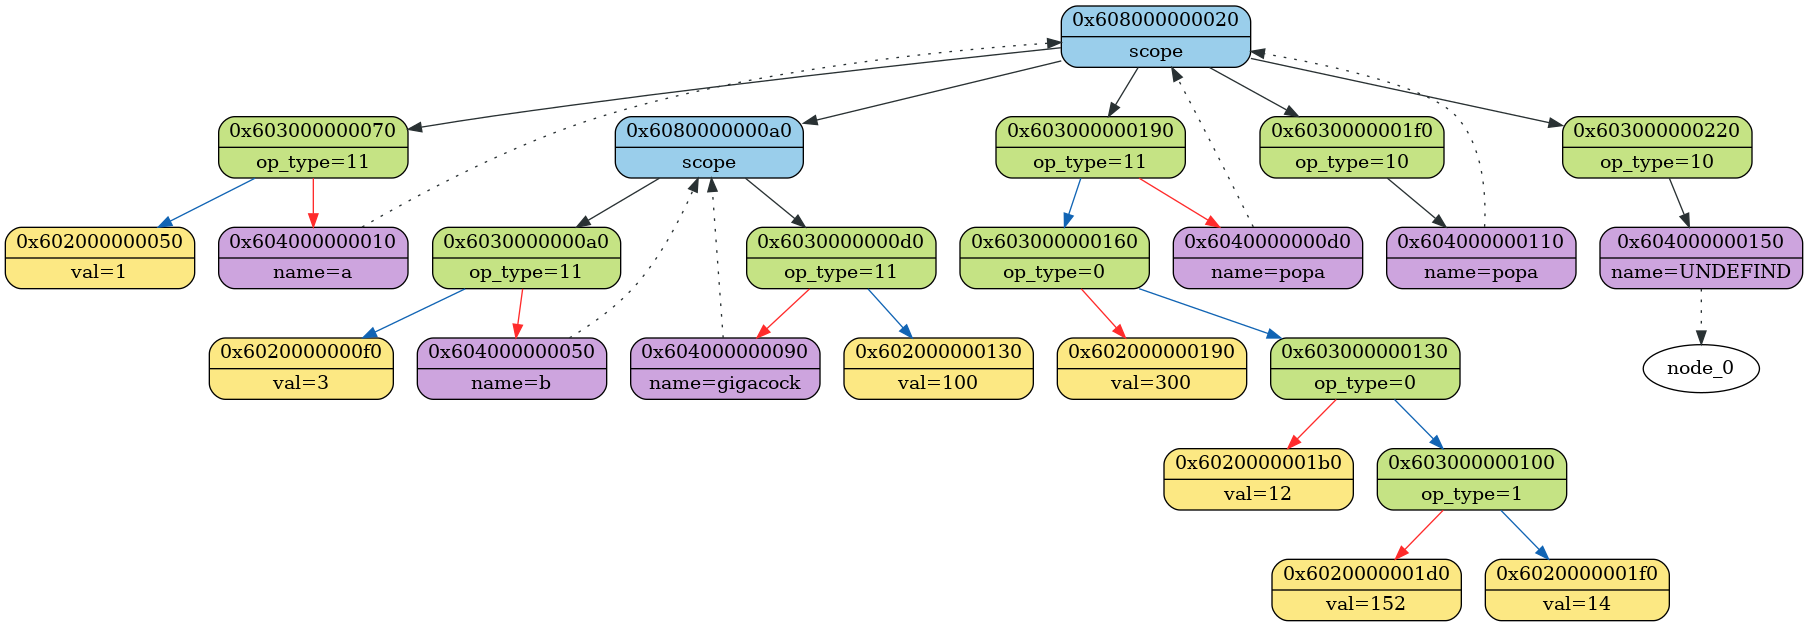 0x608000000020
scope
0x603000000070
op_type=11
0x6080000000a0
scope
0x603000000190
op_type=11
0x6030000001f0
op_type=10
0x603000000220
op_type=10
0x602000000050
val=1
0x604000000010
name=a
0x6030000000a0
op_type=11
0x6030000000d0
op_type=11
0x603000000160
op_type=0
0x6040000000d0
name=popa
0x604000000110
name=popa
0x604000000150
name=UNDEFIND
0x6020000000f0
val=3
0x604000000050
name=b
0x604000000090
name=gigacock
0x602000000130
val=100
0x602000000190
val=300
0x603000000130
op_type=0
node_0
0x6020000001b0
val=12
0x603000000100
op_type=1
0x6020000001d0
val=152
0x6020000001f0
val=14